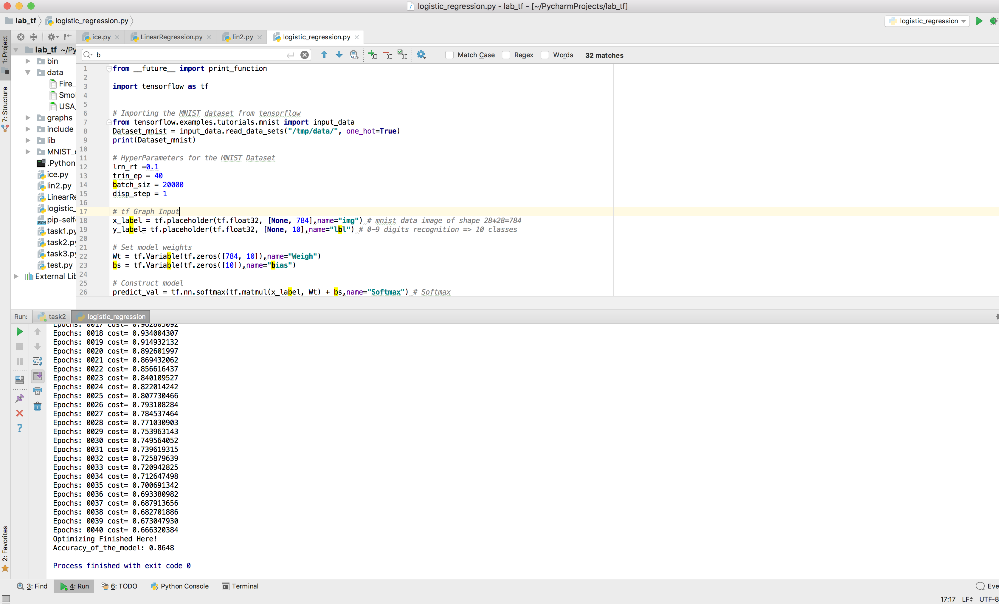 logistic_regression.py - lab_tf - [~/PycharmProjects/lab_tf]
lab_tf logistic_regression.py logistic_regression
1: Project
7: Structure
2: Favorites
ice.py LinearRegression.py lin2.py logistic_regression.py
lab_tf ~/Py
bin
data
Fire_
Smo
USA_
graphs
include
lib
MNIST_
.Python
ice.py
lin2.py
LinearRe
logistic_
JSON pip-self
task1.py
task2.py
task3.py
test.py
External Lib
b ALL Match Case Regex Words 32 matches
1 from __future__ import print_function
2
3 import tensorflow as tf
4
5
6 # Importing the MNIST dataset from tensorflow
7 from tensorflow.examples.tutorials.mnist import input_data
8 Dataset_mnist = input_data.read_data_sets("/tmp/data/", one_hot=True)
9 print(Dataset_mnist)
10
11 # HyperParameters for the MNIST Dataset
12 lrn_rt =0.1
13 trin_ep = 40
14 batch_siz = 20000
15 disp_step = 1
16
17 # tf Graph Input
18 x_label = tf.placeholder(tf.float32, [None, 784],name="img") # mnist data image of shape 28*28=784
19 y_label= tf.placeholder(tf.float32, [None, 10],name="lbl") # 0-9 digits recognition => 10 classes
20
21 # Set model weights
22 Wt = tf.Variable(tf.zeros([784, 10]),name="Weigh")
23 bs = tf.Variable(tf.zeros([10]),name="bias")
24
25 # Construct model
26 predict_val = tf.nn.softmax(tf.matmul(x_label, Wt) + bs,name="Softmax") # Softmax
Run: task2 logistic_regression
Epochs: 0017 cost= 0.962805092
Epochs: 0018 cost= 0.934004307
Epochs: 0019 cost= 0.914932132
Epochs: 0020 cost= 0.892601997
Epochs: 0021 cost= 0.869432062
Epochs: 0022 cost= 0.856616437
Epochs: 0023 cost= 0.840109527
Epochs: 0024 cost= 0.822014242
Epochs: 0025 cost= 0.807730466
Epochs: 0026 cost= 0.793108284
Epochs: 0027 cost= 0.784537464
Epochs: 0028 cost= 0.771030903
Epochs: 0029 cost= 0.753963143
Epochs: 0030 cost= 0.749564052
Epochs: 0031 cost= 0.739619315
Epochs: 0032 cost= 0.725879639
Epochs: 0033 cost= 0.720942825
Epochs: 0034 cost= 0.712647498
Epochs: 0035 cost= 0.700691342
Epochs: 0036 cost= 0.693380982
Epochs: 0037 cost= 0.687913656
Epochs: 0038 cost= 0.682701886
Epochs: 0039 cost= 0.673047930
Epochs: 0040 cost= 0.666320384
Optimizing Finished Here!
Accuracy_of_the_model: 0.8648
Process finished with exit code 0
3: Find 4: Run 6: TODO Python Console Terminal Eve
17:17 LF UTF-8